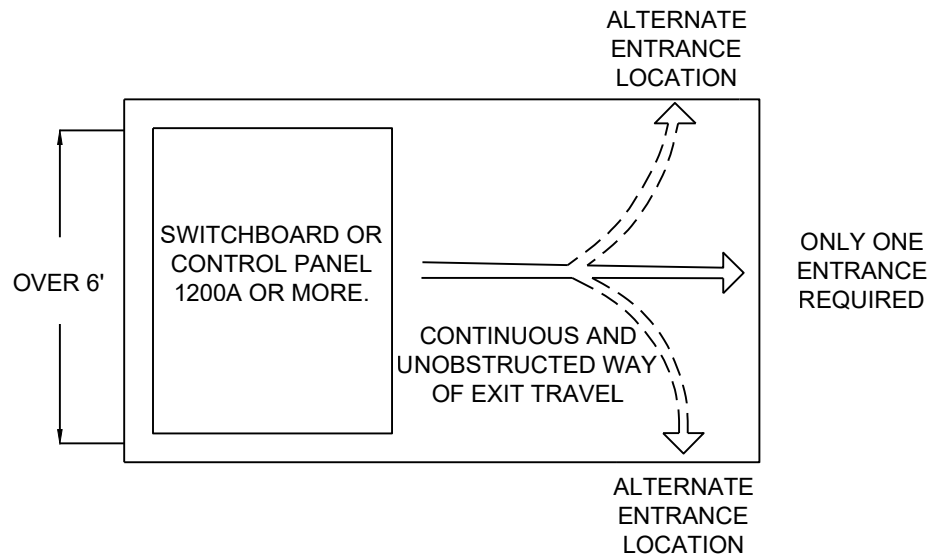 ALTERNATE
ENTRANCE
LOCATION
OVER 6'
SWITCHBOARD OR
CONTROL PANEL
1200A OR MORE.
CONTINUOUS AND
UNOBSTRUCTED WAY
OF EXIT TRAVEL
ONLY ONE
ENTRANCE
REQUIRED
ALTERNATE
ENTRANCE
LOCATION